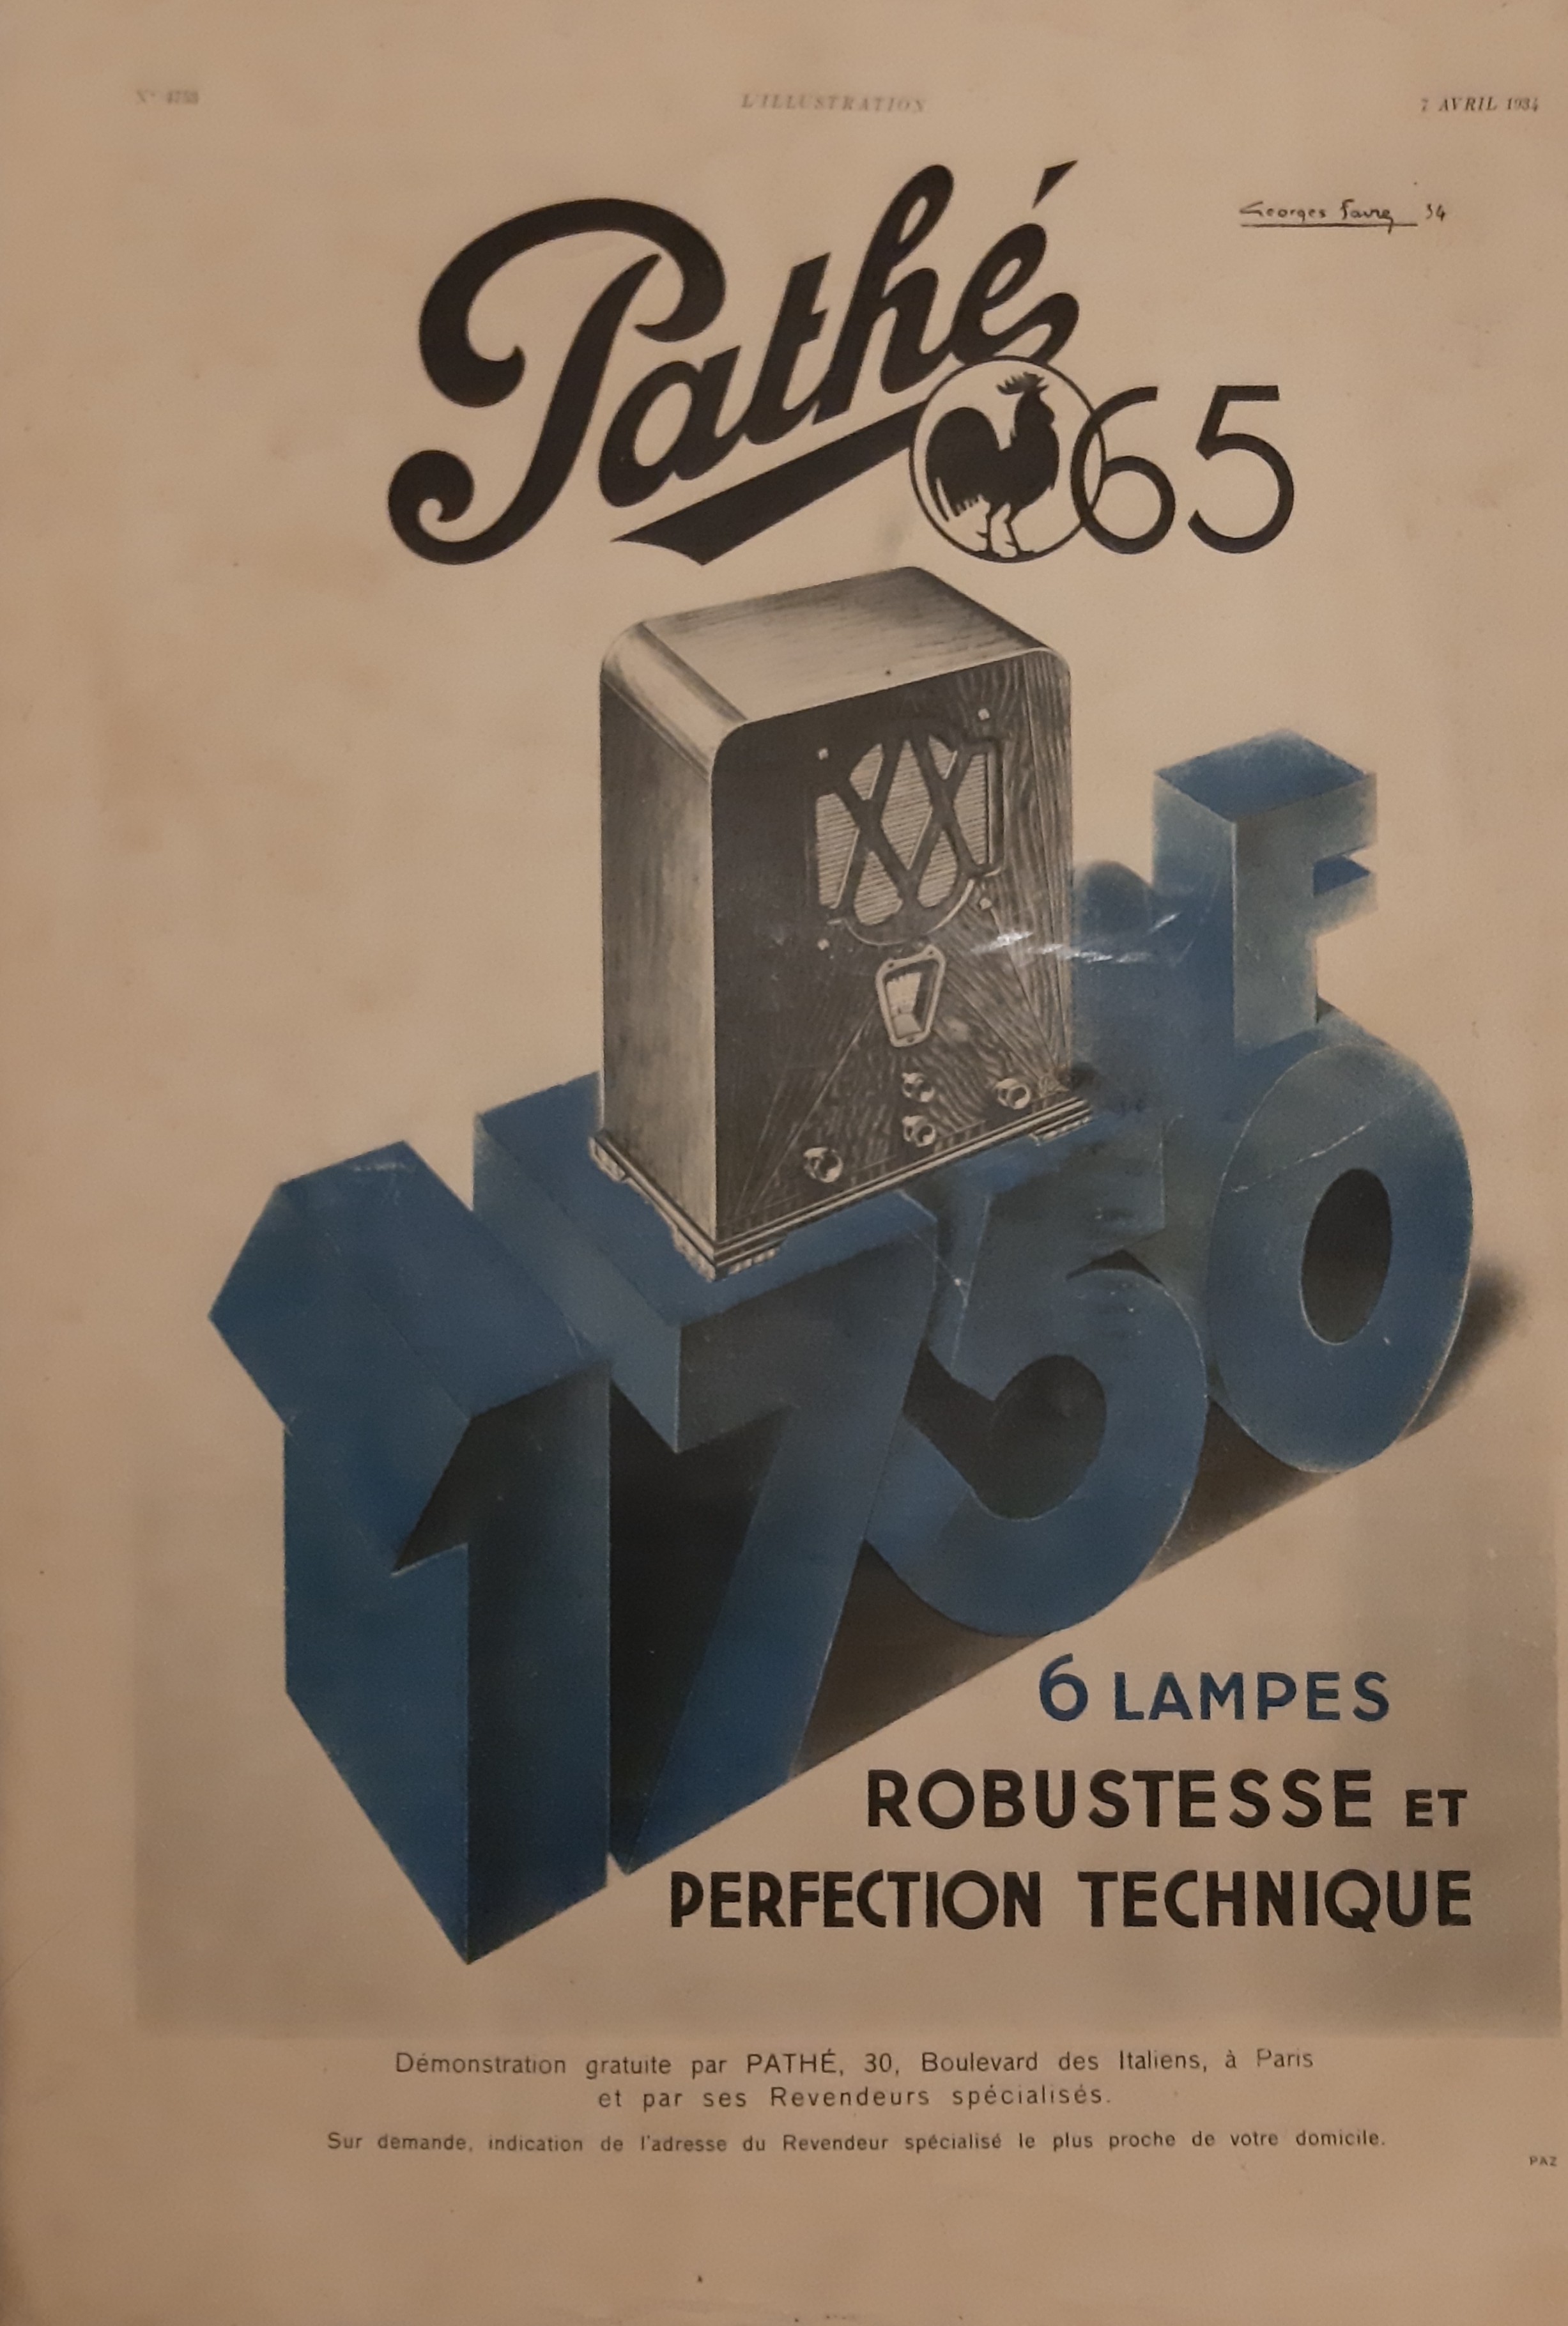 N° 4753
L'ILLUSTRATION
7 AVRIL 1934
Georges Favre 34
Pathé
65
1750 F
6 LAMPES
ROBUSTESSE ET
PERFECTION TECHNIQUE
Démonstration gratuite par PATHÉ, 30, Boulevard des Italiens, à Paris
et par ses Revendeurs spécialisés.
Sur demande, indication de l'adresse du Revendeur spécialisé le plus proche de votre domicile.
PAZ